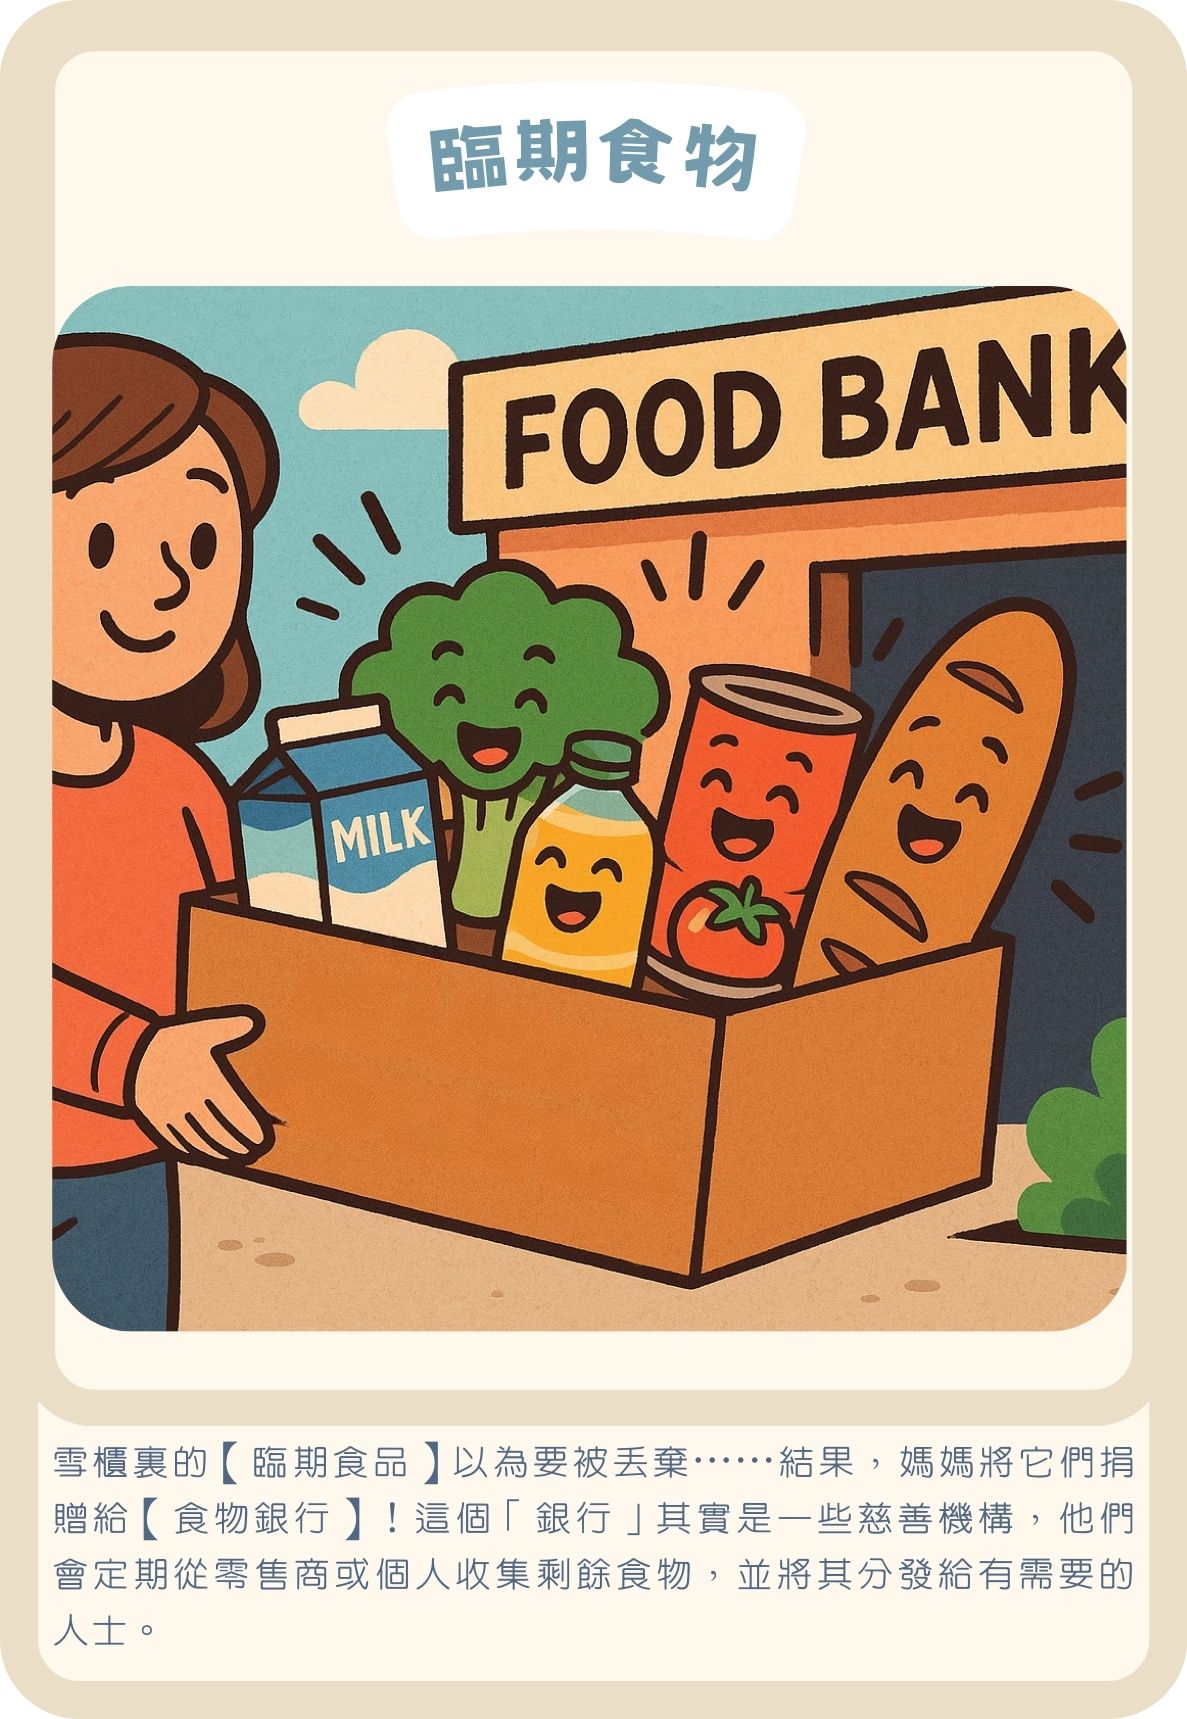 臨期食物
FOOD BANK
MILK
雪櫃裏的【臨期食品】以為要被丟棄⋯⋯結果，媽媽將它們捐
贈給【食物銀行】！這個「銀行」其實是一些慈善機構，他們
會定期從零售商或個人收集剩餘食物，並將其分發給有需要的
人士。